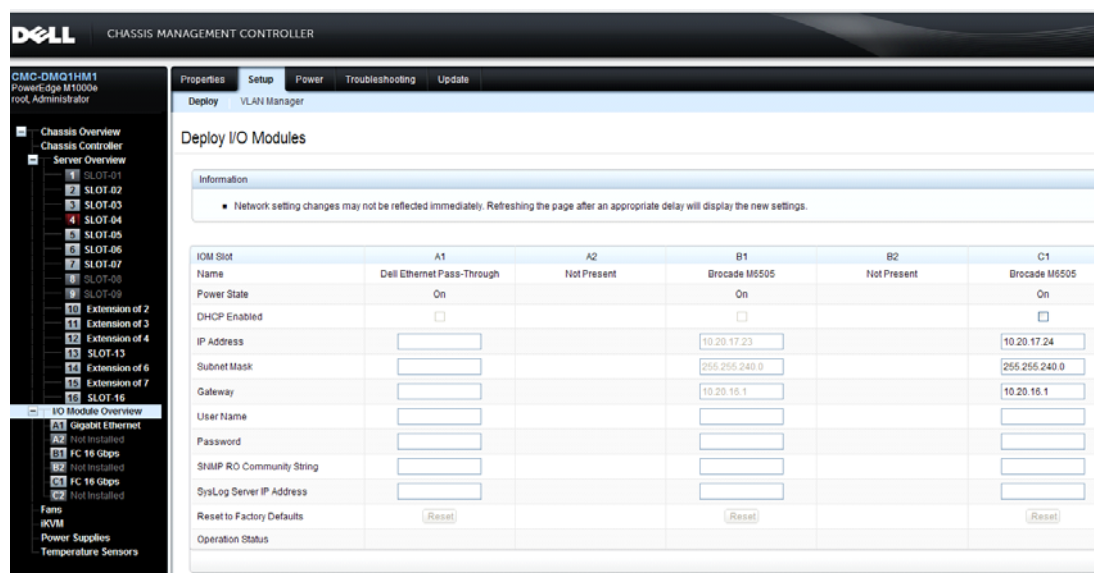 DELL CHASSIS MANAGEMENT CONTROLLER
CMC-DMQ1HM1
PowerEdge M1000e
root, Administrator
Properties Setup Power Troubleshooting Update
Deploy VLAN Manager
Chassis Overview
Chassis Controller
Server Overview
1 SLOT-01
2 SLOT-02
3 SLOT-03
4 SLOT-04
5 SLOT-05
6 SLOT-06
7 SLOT-07
8 SLOT-08
9 SLOT-09
10 Extension of 2
11 Extension of 3
12 Extension of 4
13 SLOT-13
14 Extension of 6
15 Extension of 7
16 SLOT-16
I/O Module Overview
A1 Gigabit Ethernet
A2 Not Installed
B1 FC 16 Gbps
B2 Not Installed
C1 FC 16 Gbps
C2 Not Installed
Fans
iKVM
Power Supplies
Temperature Sensors
Deploy I/O Modules
Information
Network setting changes may not be reflected immediately. Refreshing the page after an appropriate delay will display the new settings.
IOM Slot A1 A2 B1 B2 C1
Name Dell Ethernet Pass-Through Not Present Brocade M6505 Not Present Brocade M6505
Power State On On On
DHCP Enabled
IP Address 10.20.17.23 10.20.17.24
Subnet Mask 255.255.240.0 255.255.240.0
Gateway 10.20.16.1 10.20.16.1
User Name
Password
SNMP RO Community String
SysLog Server IP Address
Reset to Factory Defaults Reset Reset Reset
Operation Status